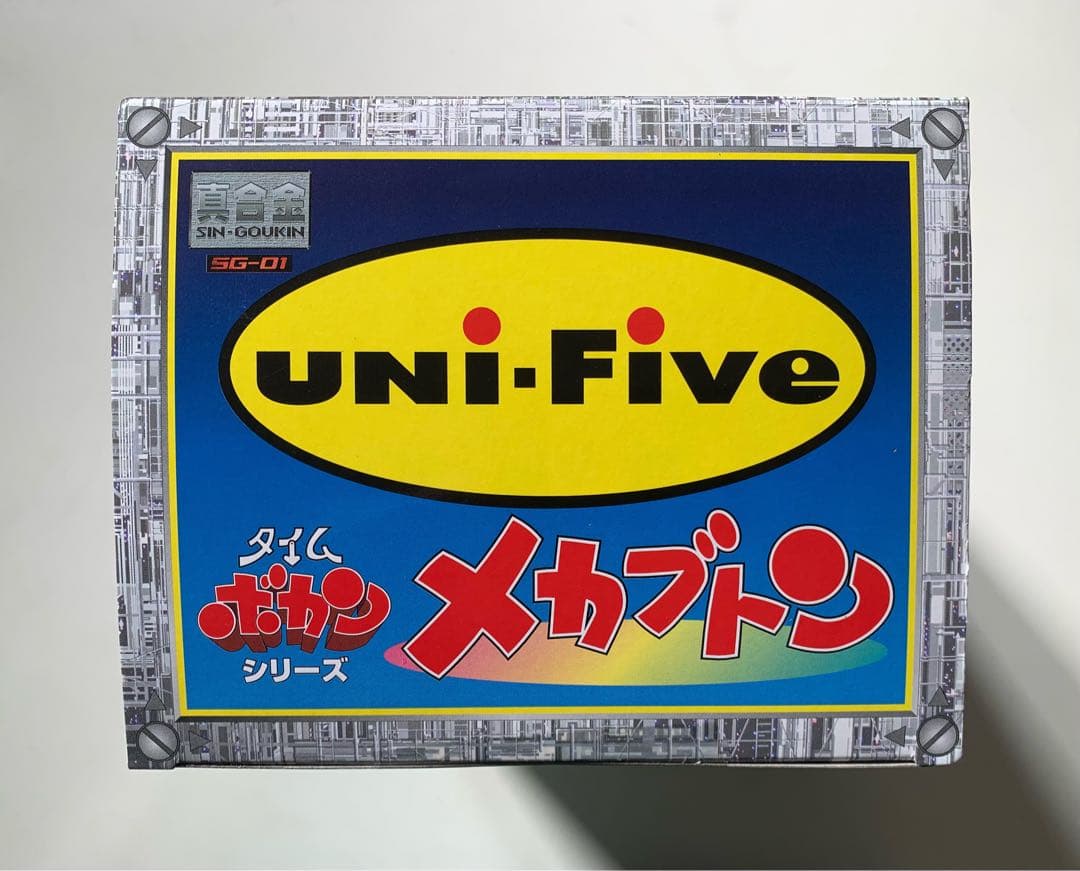 真合金
SIN-GOUKIN
SG-01
UNi-Five
タイム
ボカン
シリーズ
メカブトン